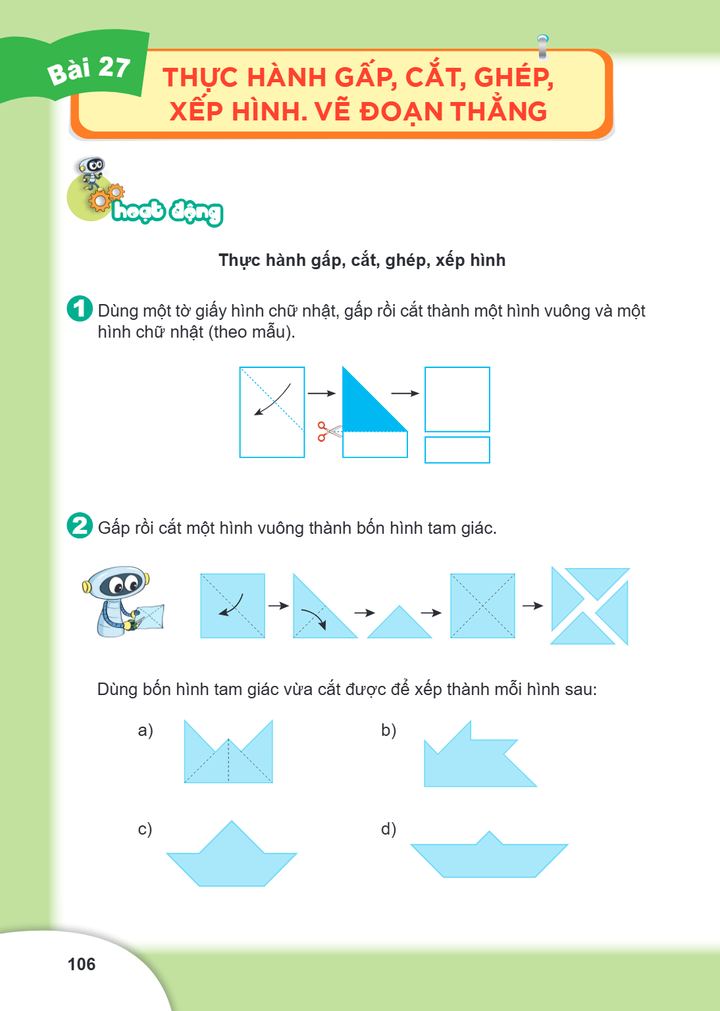 Bài 27
THỰC HÀNH GẤP, CẮT, GHÉP,
XẾP HÌNH. VẼ ĐOẠN THẲNG
hoạt động
Thực hành gấp, cắt, ghép, xếp hình
1 Dùng một tờ giấy hình chữ nhật, gấp rồi cắt thành một hình vuông và một
hình chữ nhật (theo mẫu).
2 Gấp rồi cắt một hình vuông thành bốn hình tam giác.
Dùng bốn hình tam giác vừa cắt được để xếp thành mỗi hình sau:
a)
b)
c)
d)
106